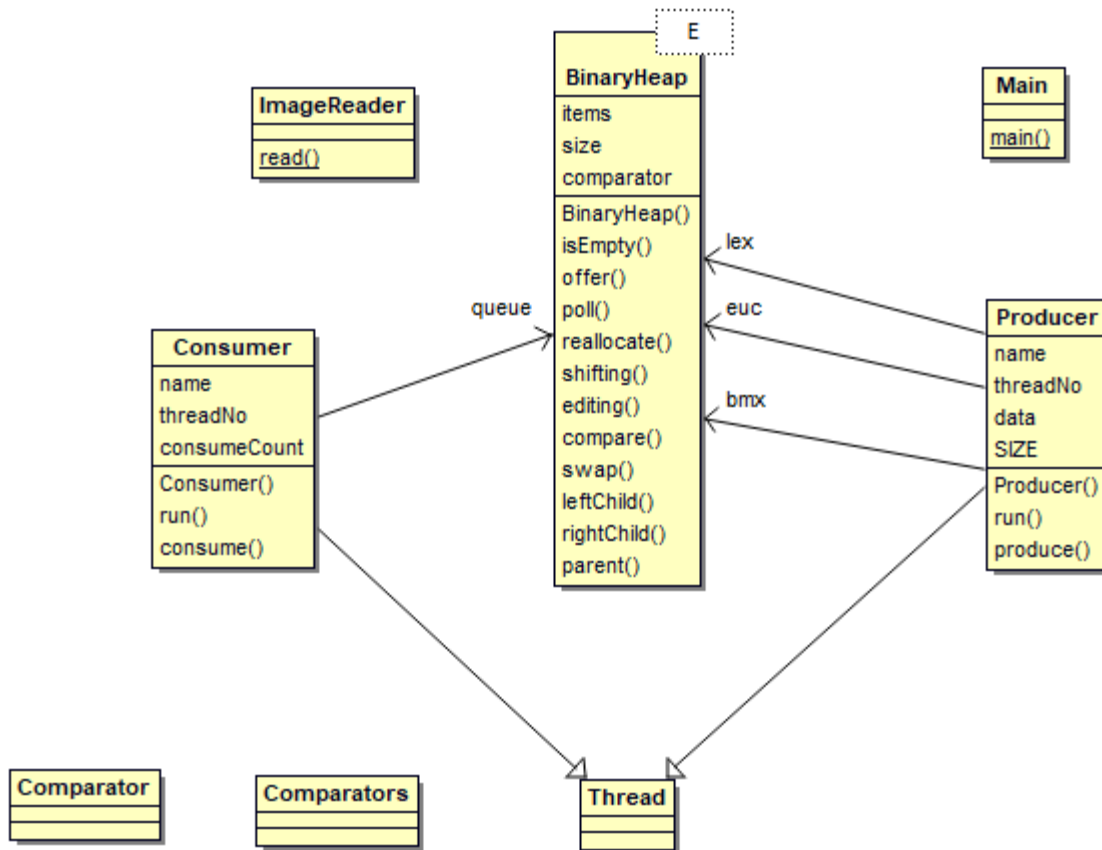 E
BinaryHeap
items
size
comparator
BinaryHeap()
isEmpty()
offer()
poll()
reallocate()
shifting()
editing()
compare()
swap()
leftChild()
rightChild()
parent()
ImageReader
read()
Main
main()
lex
euc
bmx
queue
Consumer
name
threadNo
consumeCount
Consumer()
run()
consume()
Producer
name
threadNo
data
SIZE
Producer()
run()
produce()
Comparator
Comparators
Thread